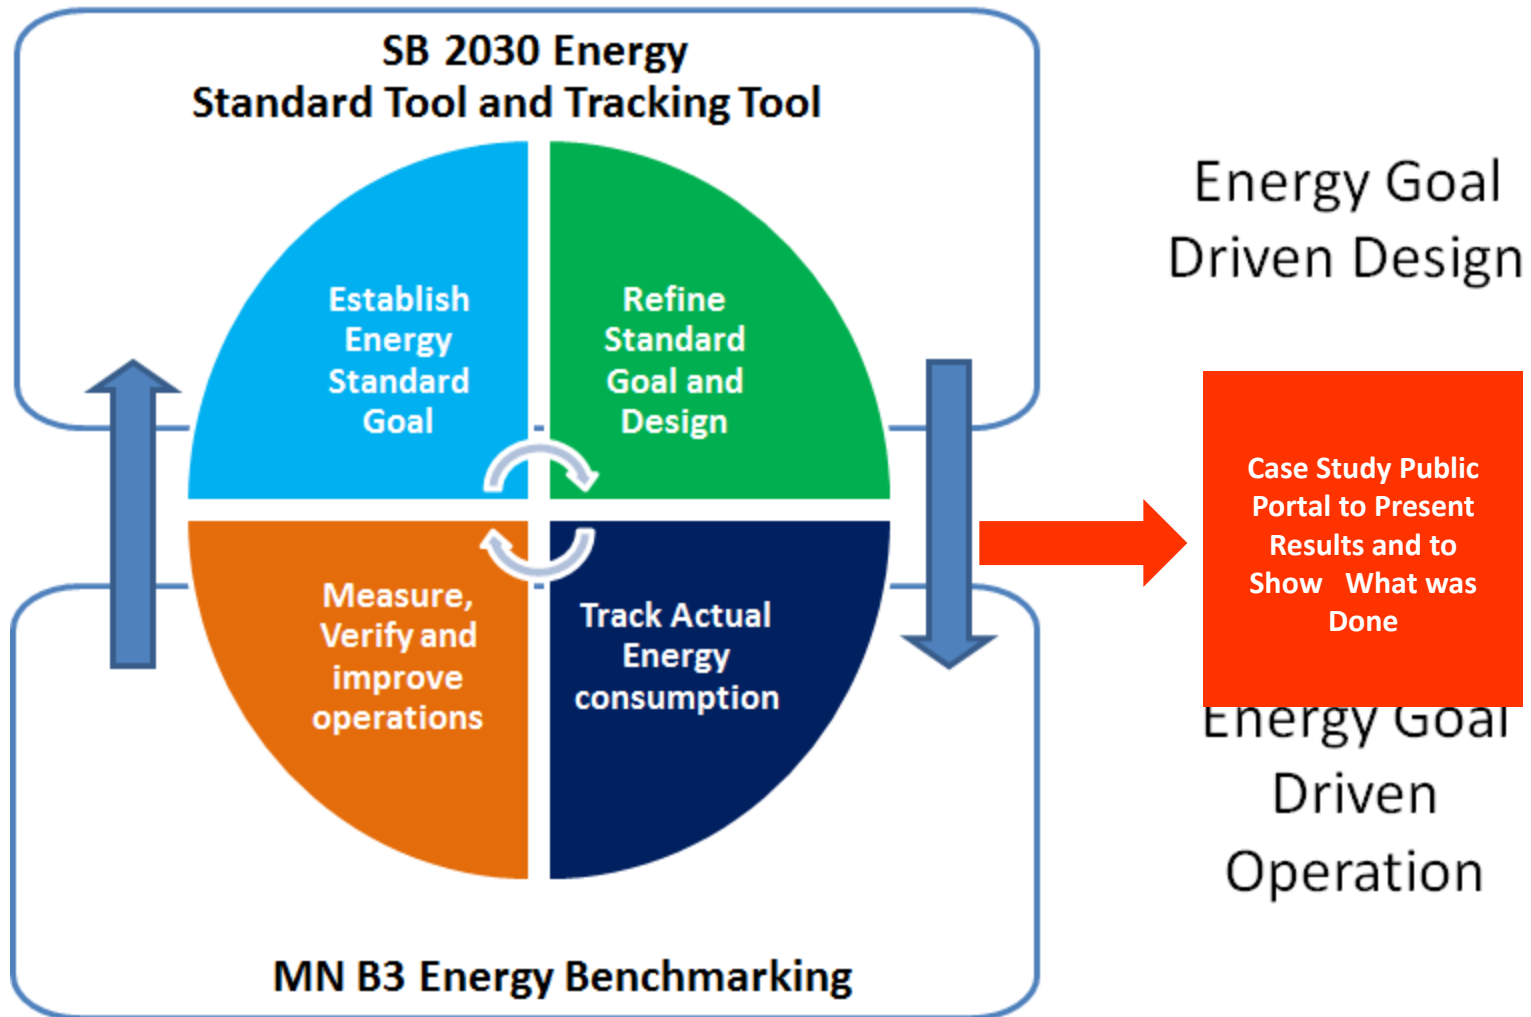 SB 2030 Energy
Standard Tool and Tracking Tool
Establish
Energy
Standard
Goal
Refine
Standard
Goal and
Design
Measure,
Verify and
improve
operations
Track Actual
Energy
consumption
MN B3 Energy Benchmarking
Energy Goal
Driven Design
Case Study Public
Portal to Present
Results and to
Show What was
Done
Energy Goal
Driven
Operation